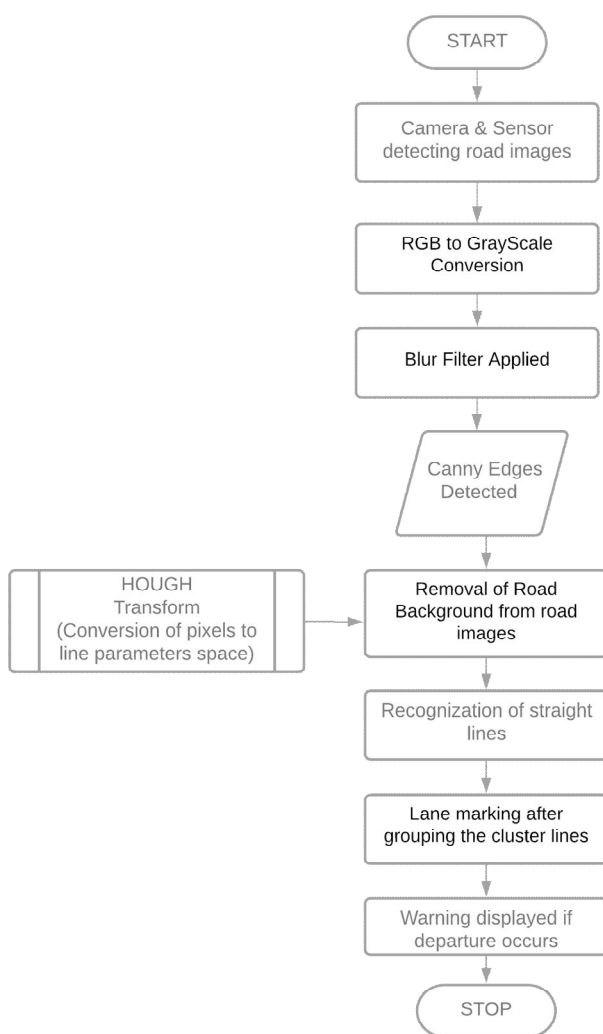 START
Camera & Sensor
detecting road images
RGB to GrayScale
Conversion
Blur Filter Applied
Canny Edges
Detected
HOUGH
Transform
(Conversion of pixels to
line parameters space)
Removal of Road
Background from road
images
Recognization of straight
lines
Lane marking after
grouping the cluster lines
Warning displayed if
departure occurs
STOP